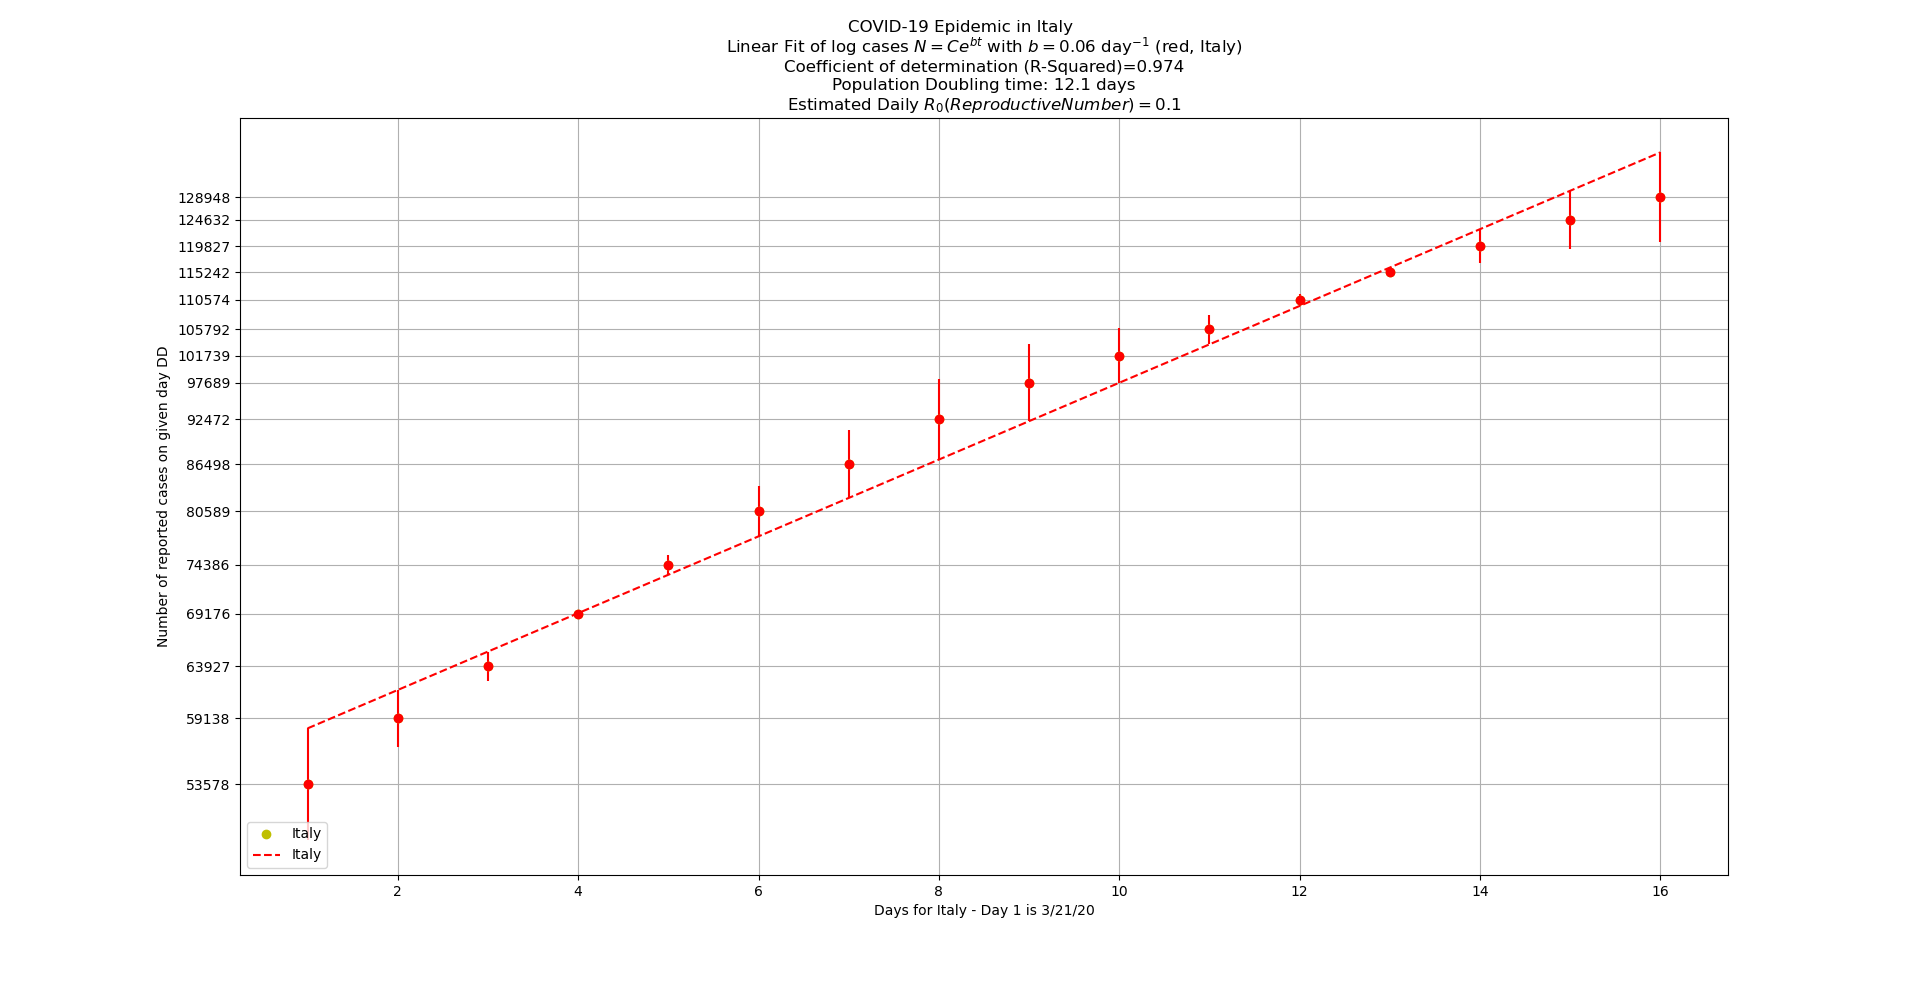 COVID-19 Epidemic in Italy
Linear Fit of log cases N = Ce^{bt} with b = 0.06 day^{−1} (red, Italy)
Coefficient of determination (R-Squared)=0.974
Population Doubling time: 12.1 days
Estimated Daily R_0(ReproductiveNumber) = 0.1
128948
124632
119827
115242
110574
105792
101739
97689
92472
86498
80589
74386
69176
63927
59138
53578
Number of reported cases on given day DD
Italy
Italy
2 4 6 8 10 12 14 16
Days for Italy - Day 1 is 3/21/20